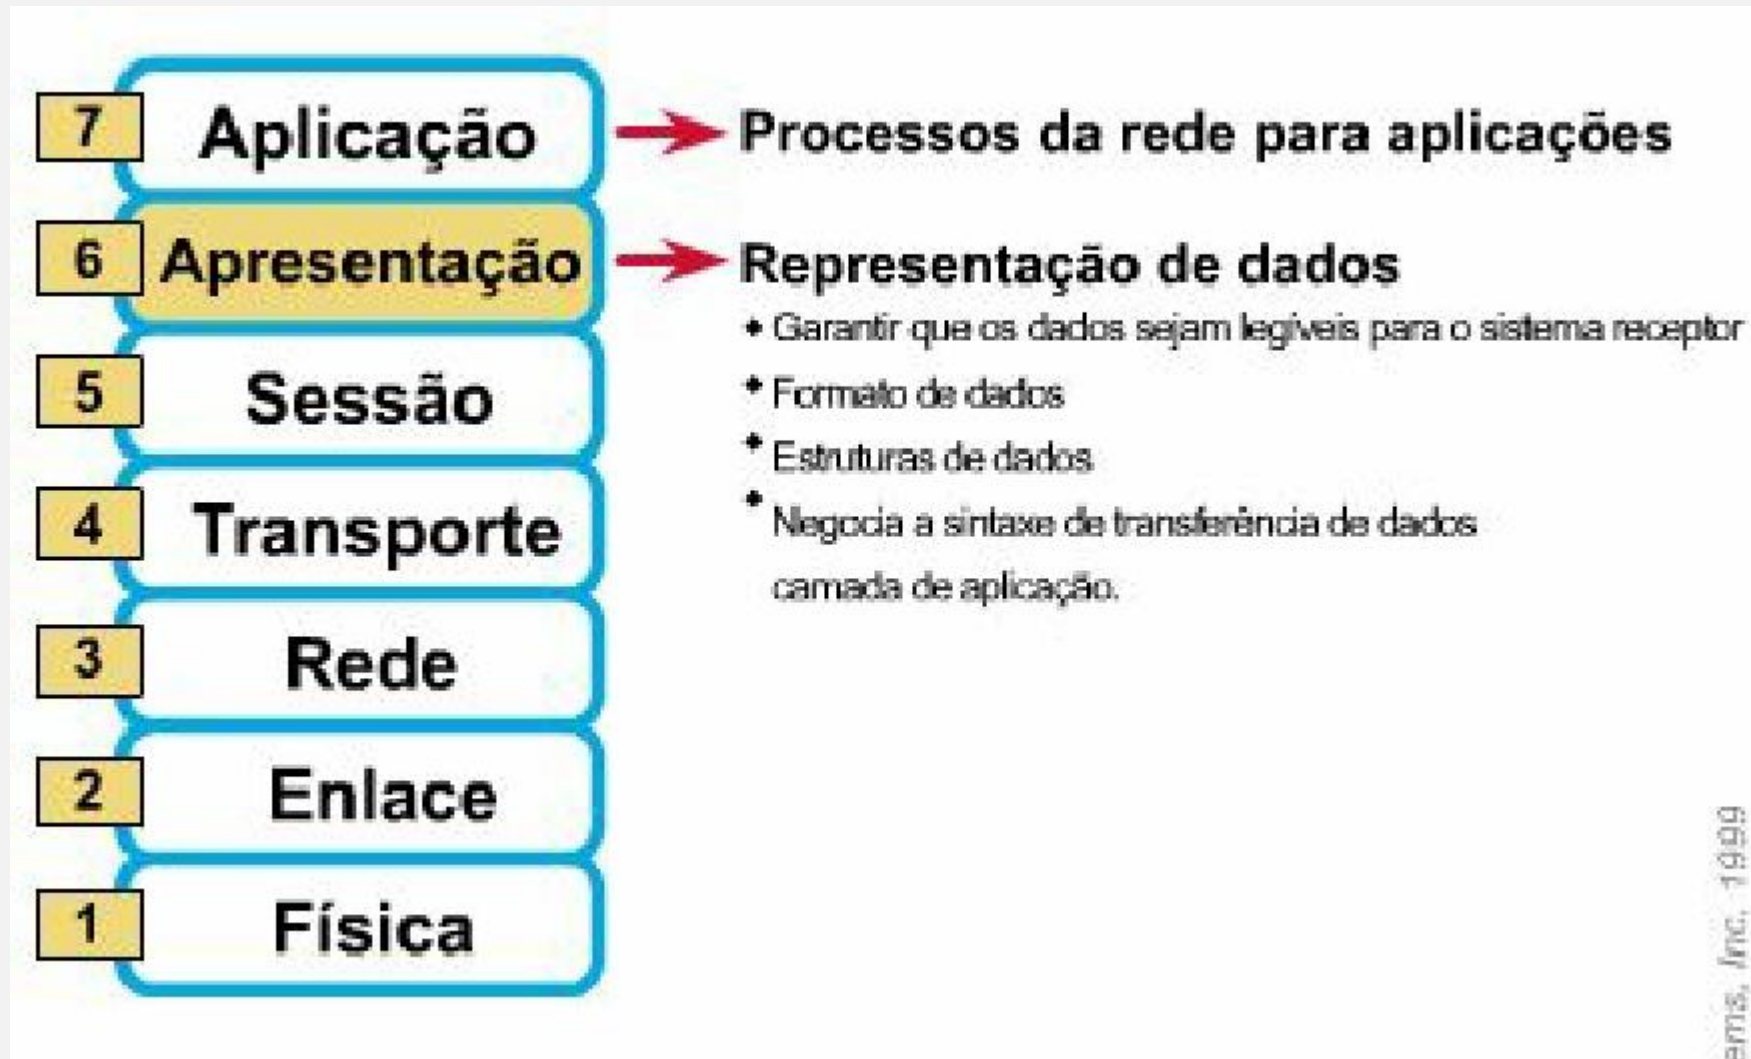 7 Aplicação Processos da rede para aplicações
6 Apresentação Representação de dados
Garantir que os dados sejam legíveis para o sistema receptor
Formato de dados
Estruturas de dados
Negocia a sintaxe de transferência de dados
camada de aplicação.
5 Sessão
4 Transporte
3 Rede
2 Enlace
1 Física
Inc. 1999